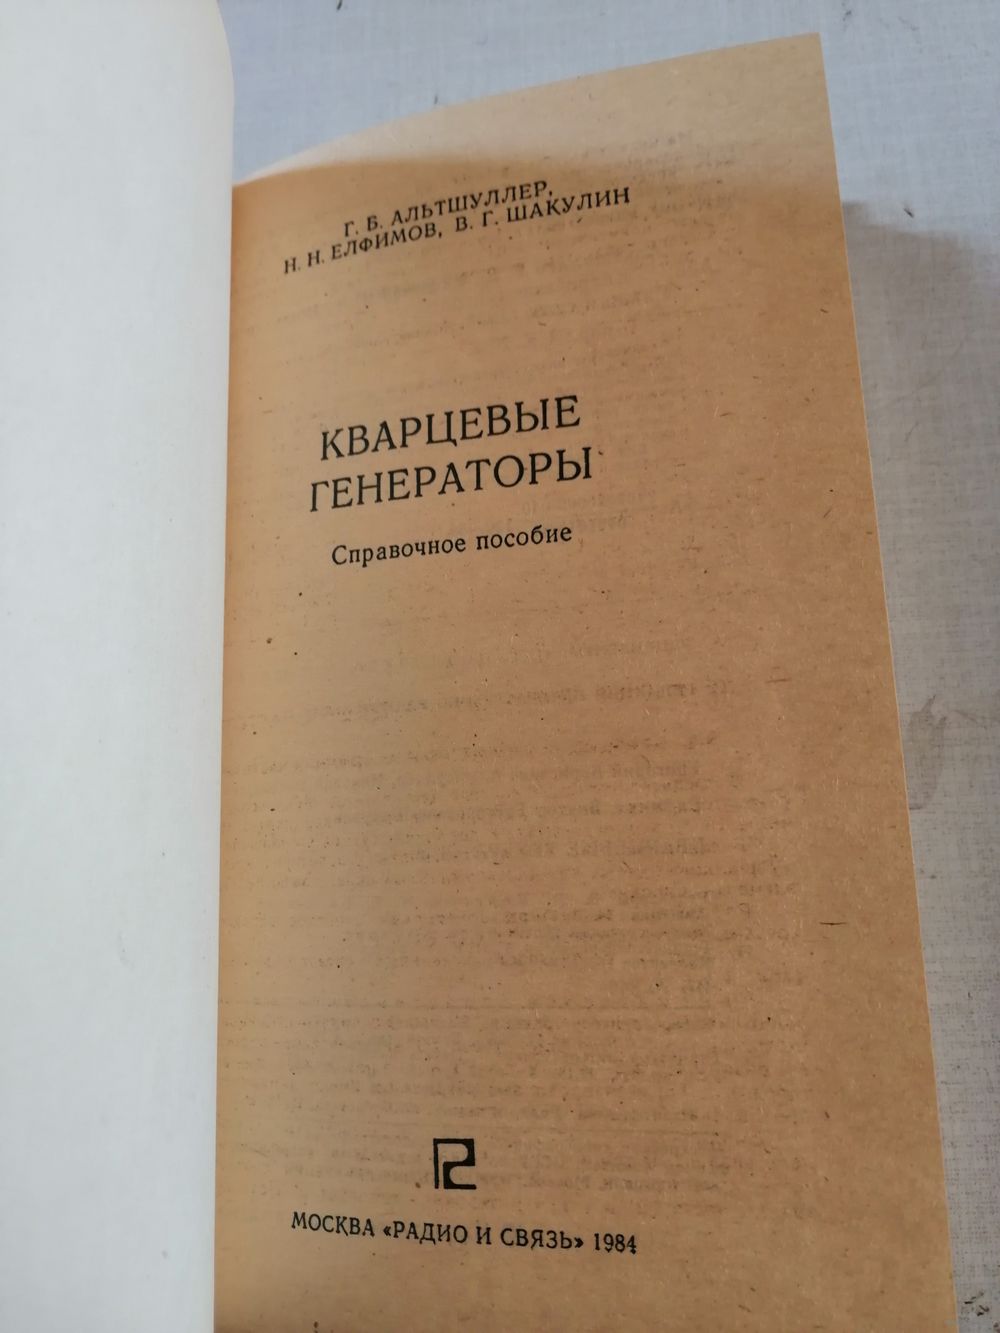 Г. Б. АЛЬТШУЛЛЕР,
Н. Н. ЕЛФИМОВ, В. Г. ШАКУЛИН
КВАРЦЕВЫЕ
ГЕНЕРАТОРЫ
Справочное пособие
МОСКВА «РАДИО И СВЯЗЬ» 1984